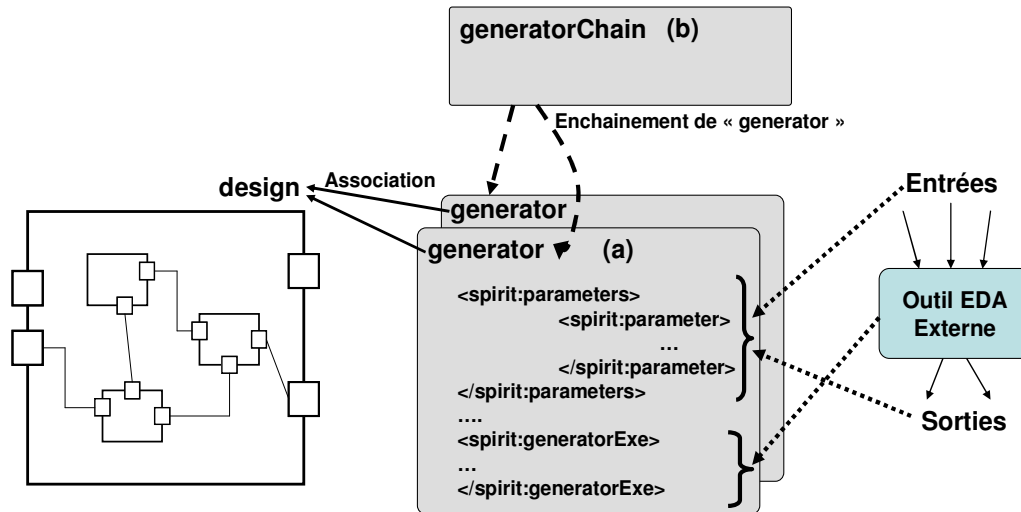 generatorChain (b)
Enchainement de « generator »
design
Association
generator
generator (a)
<spirit:parameters>
<spirit:parameter>
...
</spirit:parameter>
</spirit:parameters>
....
<spirit:generatorExe>
...
</spirit:generatorExe>
Entrées
Outil EDA
Externe
Sorties